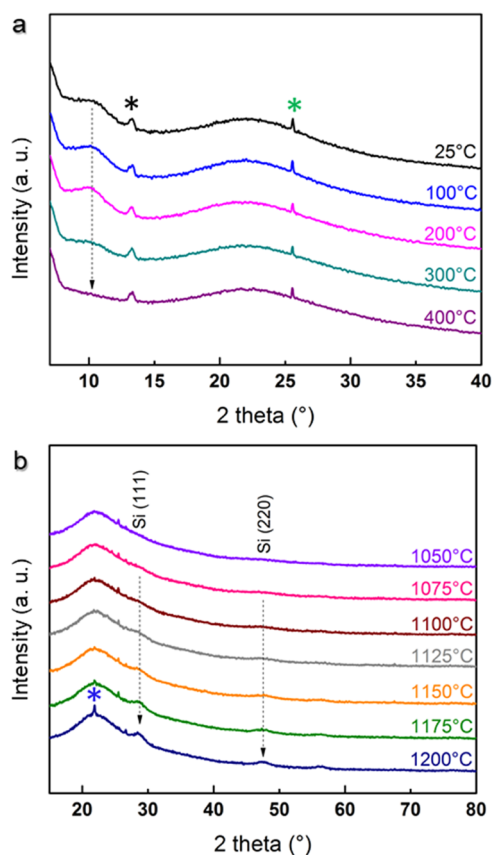 a
*
*
25°C
100°C
200°C
300°C
400°C
Intensity (a. u.)
10 15 20 25 30 35 40
2 theta (°)
b
Si (111)
Si (220)
1050°C
1075°C
1100°C
1125°C
1150°C
1175°C
*
1200°C
Intensity (a. u.)
20 30 40 50 60 70 80
2 theta (°)